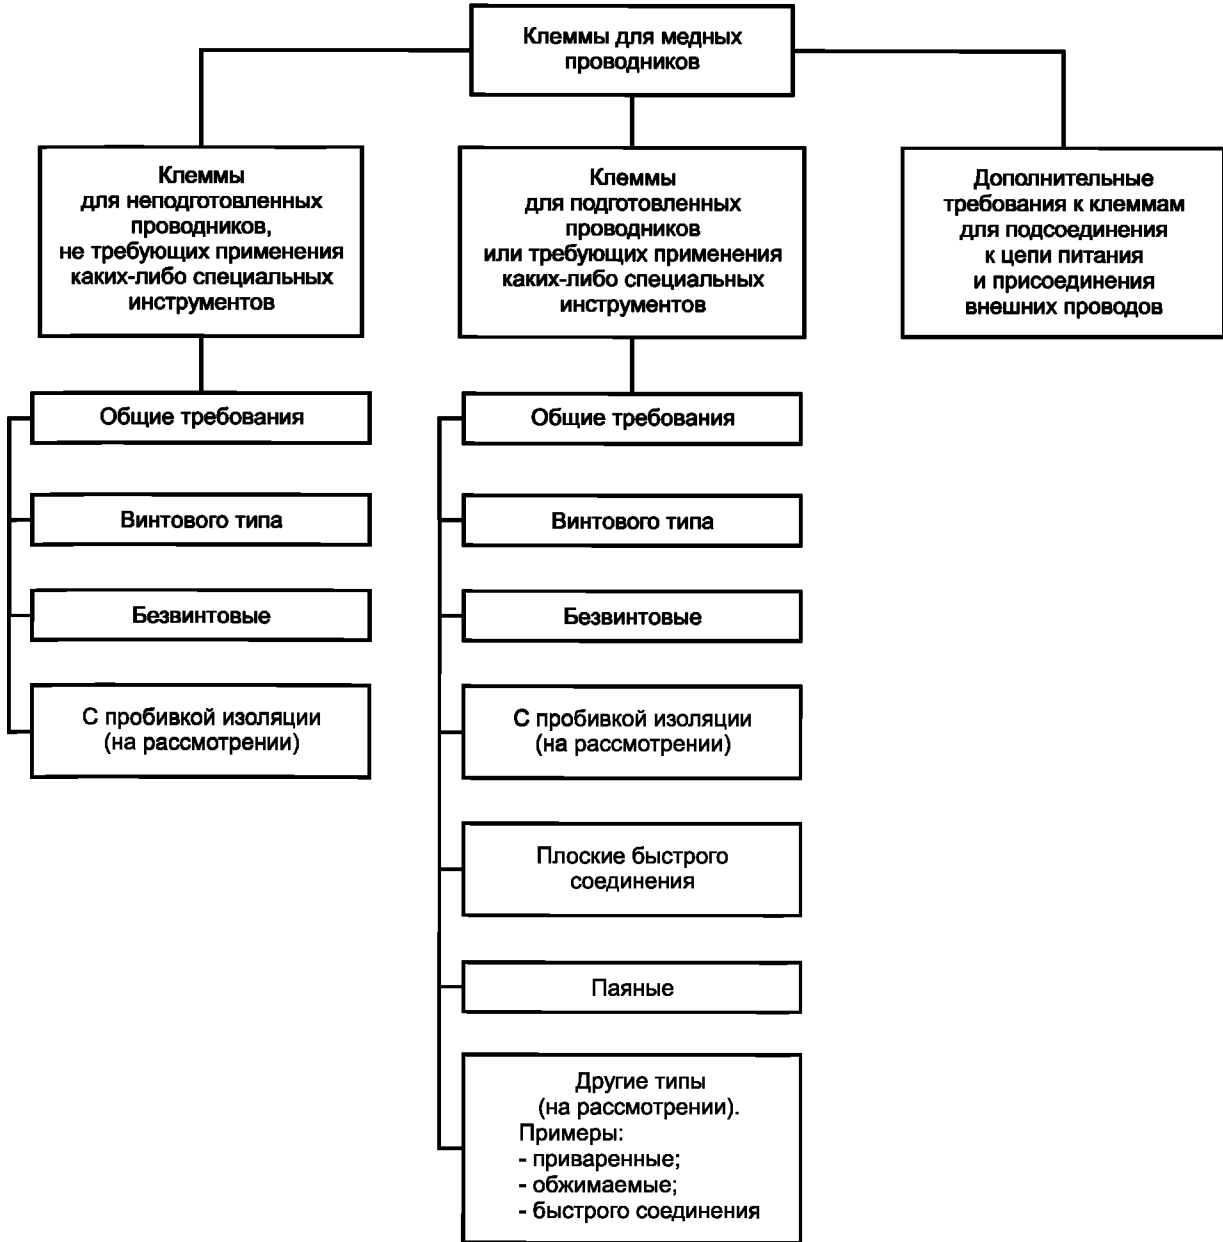 Клеммы для медных
проводников
Клеммы
для неподготовленных
проводников,
не требующих применения
каких-либо специальных
инструментов
Клеммы
для подготовленных
проводников
или требующих применения
каких-либо специальных
инструментов
Дополнительные
требования к клеммам
для подсоединения
к цепи питания
и присоединения
внешних проводов
Общие требования
Винтового типа
Безвинтовые
С пробивкой изоляции
(на рассмотрении)
Общие требования
Винтового типа
Безвинтовые
С пробивкой изоляции
(на рассмотрении)
Плоские быстрого
соединения
Паяные
Другие типы
(на рассмотрении).
Примеры:
- приваренные;
- обжимаемые;
- быстрого соединения